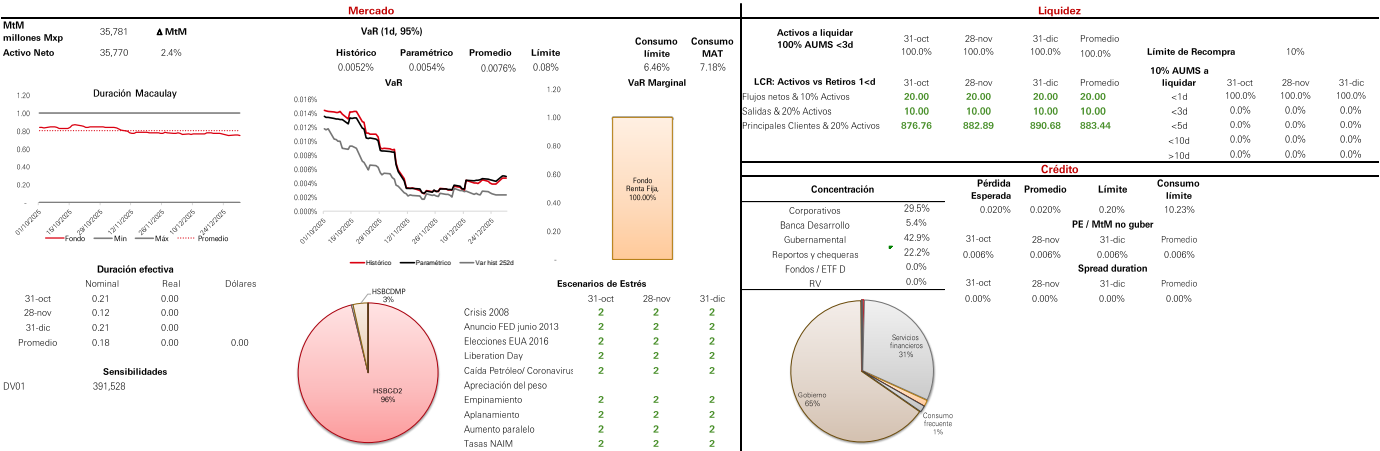 Mercado
MtM millones Mxp 35,781 Δ MtM
Activo Neto 35,770 2.4%
VaR (1d, 95%)
Histórico Paramétrico Promedio Límite
0.0052% 0.0054% 0.0076% 0.08%
Consumo límite Consumo MAT
6.46% 7.18%
Duración Macaulay
1.20
1.00
0.80
0.60
0.40
0.20
-
01/10/2025 15/10/2025 29/10/2025 12/11/2025 26/11/2025 10/12/2025 24/12/2025
Fondo Min Máx Promedio
VaR
0.016%
0.014%
0.012%
0.010%
0.008%
0.006%
0.004%
0.002%
0.000%
01/10/2025 15/10/2025 29/10/2025 12/11/2025 26/11/2025 10/12/2025 24/12/2025
Histórico Paramétrico Var hist 252d
VaR Marginal
1.20
1.00
0.80
0.60
0.40
0.20
-
Fondo
Renta Fija,
100.00%
Duración efectiva
Nominal Real Dólares
31-oct 0.21 0.00
28-nov 0.12 0.00
31-dic 0.21 0.00
Promedio 0.18 0.00 0.00
Sensibilidades
DV01 391,528
HSBCDMP
3%
HSBCD2
96%
Escenarios de Estrés
31-oct 28-nov 31-dic
Crisis 2008 2 2 2
Anuncio FED junio 2013 2 2 2
Elecciones EUA 2016 2 2 2
Liberation Day 2 2 2
Caída Petróleo/ Coronavirus 2 2 2
Apreciación del peso
Empinamiento 2 2 2
Aplanamiento 2 2 2
Aumento paralelo 2 2 2
Tasas NAIM 2 2 2
Liquidez
Activos a liquidar
100% AUMS <3d
31-oct 28-nov 31-dic Promedio
100.0% 100.0% 100.0% 100.0%
Límite de Recompra 10%
LCR: Activos vs Retiros 1<d 31-oct 28-nov 31-dic Promedio
Flujos netos & 10% Activos 20.00 20.00 20.00 20.00
Salidas & 20% Activos 10.00 10.00 10.00 10.00
Principales Clientes & 20% Activos 876.76 882.89 890.68 883.44
10% AUMS a
liquidar 31-oct 28-nov 31-dic
<1d 100.0% 100.0% 100.0%
<3d 0.0% 0.0% 0.0%
<5d 0.0% 0.0% 0.0%
<10d 0.0% 0.0% 0.0%
>10d 0.0% 0.0% 0.0%
Crédito
Concentración
Corporativos 29.5%
Banca Desarrollo 5.4%
Gubernamental 42.9%
Reportos y chequeras 22.2%
Fondos / ETF D 0.0%
RV 0.0%
Pérdida Esperada Promedio Límite Consumo límite
0.020% 0.020% 0.20% 10.23%
PE / MtM no guber
31-oct 28-nov 31-dic Promedio
0.006% 0.006% 0.006% 0.006%
Spread duration
31-oct 28-nov 31-dic Promedio
0.00% 0.00% 0.00% 0.00%
Servicios
financieros
31%
Gobierno
65%
Consumo
frecuente
1%